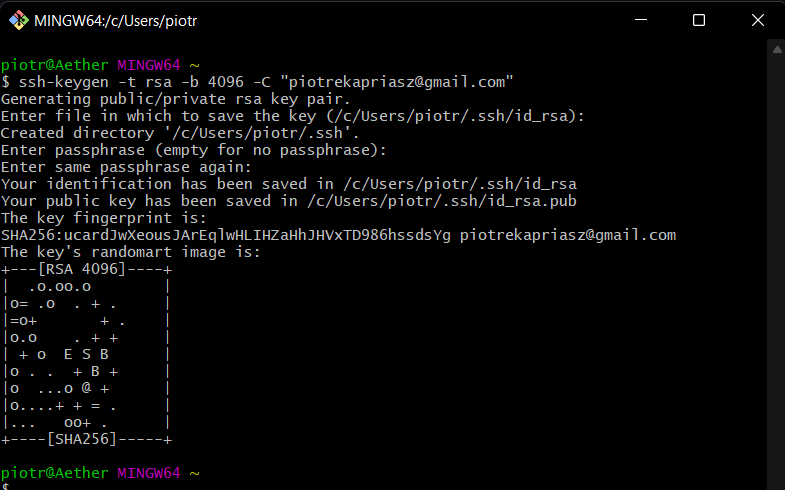 MINGW64:/c/Users/piotr
piotr@Aether MINGW64 ~
$ ssh-keygen -t rsa -b 4096 -C "piotrekapriasz@gmail.com"
Generating public/private rsa key pair.
Enter file in which to save the key (/c/Users/piotr/.ssh/id_rsa):
Created directory '/c/Users/piotr/.ssh'.
Enter passphrase (empty for no passphrase):
Enter same passphrase again:
Your identification has been saved in /c/Users/piotr/.ssh/id_rsa
Your public key has been saved in /c/Users/piotr/.ssh/id_rsa.pub
The key fingerprint is:
SHA256:ucardJwXeousJArEqlwHLIHZaHhJHVxTD986hssdsYg piotrekapriasz@gmail.com
The key's randomart image is:
+---[RSA 4096]----+
|  .o.oo.o        |
|o= .o  . + .     |
|=o+       + .    |
|o.o    . + +     |
| + o  E S B      |
|o . .  + B +     |
|o  ...o @ +      |
|o....+ + = .     |
|...   oo+ .      |
+----[SHA256]-----+
piotr@Aether MINGW64 ~
$